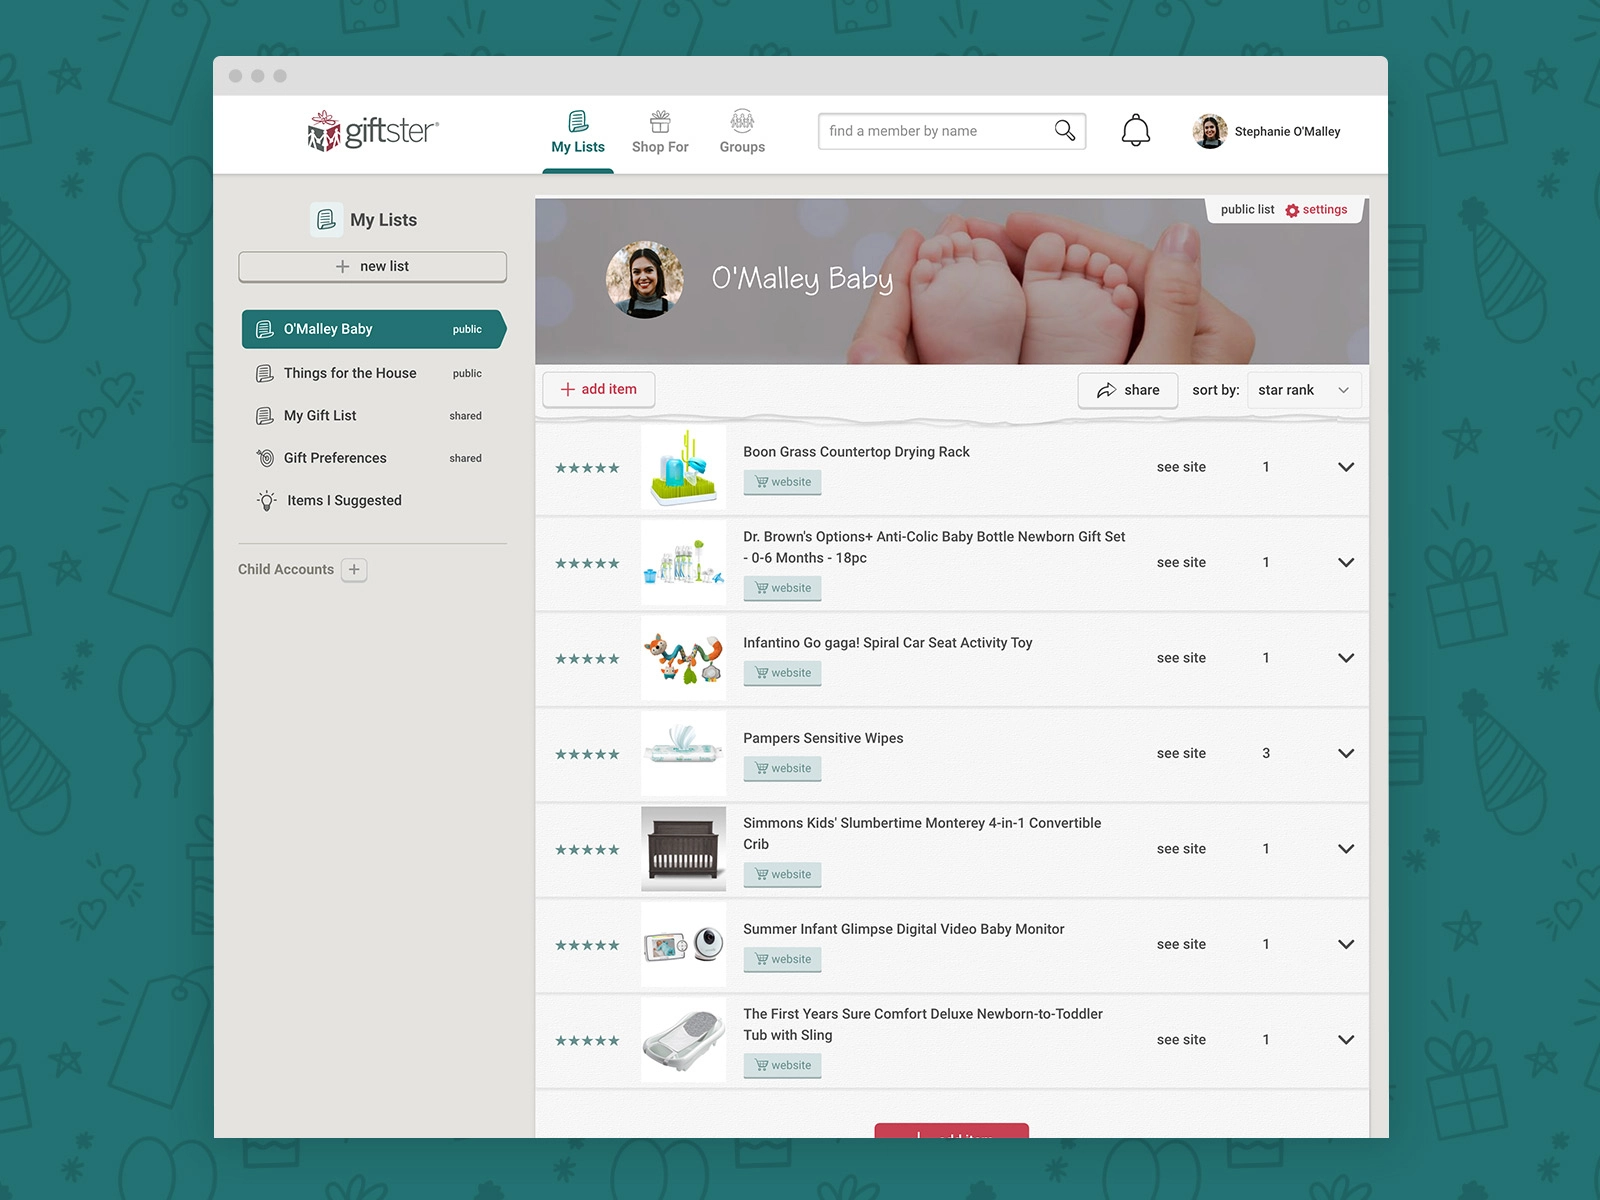 giftster®
My Lists
Shop For
Groups
find a member by name
Stephanie O'Malley
My Lists
+ new list
O'Malley Baby public
Things for the House public
My Gift List shared
Gift Preferences shared
Items I Suggested
Child Accounts +
public list settings
O'Malley Baby
+ add item
share
sort by: star rank
Boon Grass Countertop Drying Rack
website
see site 1
Dr. Brown's Options+ Anti-Colic Baby Bottle Newborn Gift Set
- 0-6 Months - 18pc
website
see site 1
Infantino Go gaga! Spiral Car Seat Activity Toy
website
see site 1
Pampers Sensitive Wipes
website
see site 3
Simmons Kids' Slumbertime Monterey 4-in-1 Convertible
Crib
website
see site 1
Summer Infant Glimpse Digital Video Baby Monitor
website
see site 1
The First Years Sure Comfort Deluxe Newborn-to-Toddler
Tub with Sling
website
see site 1